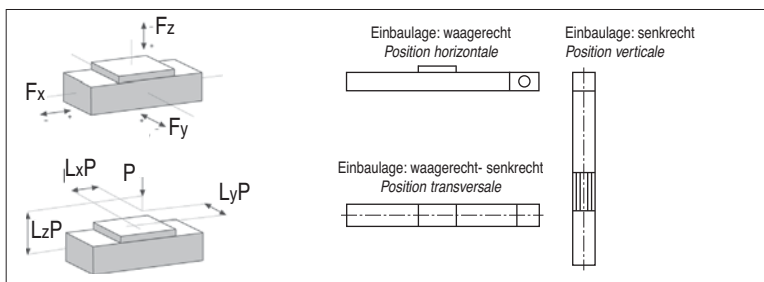 Fz
Fx
Fy
LxP
P
LyP
LzP
Einbaulage: waagerecht
Position horizontale
Einbaulage: senkrecht
Position verticale
Einbaulage: waagerecht- senkrecht
Position transversale